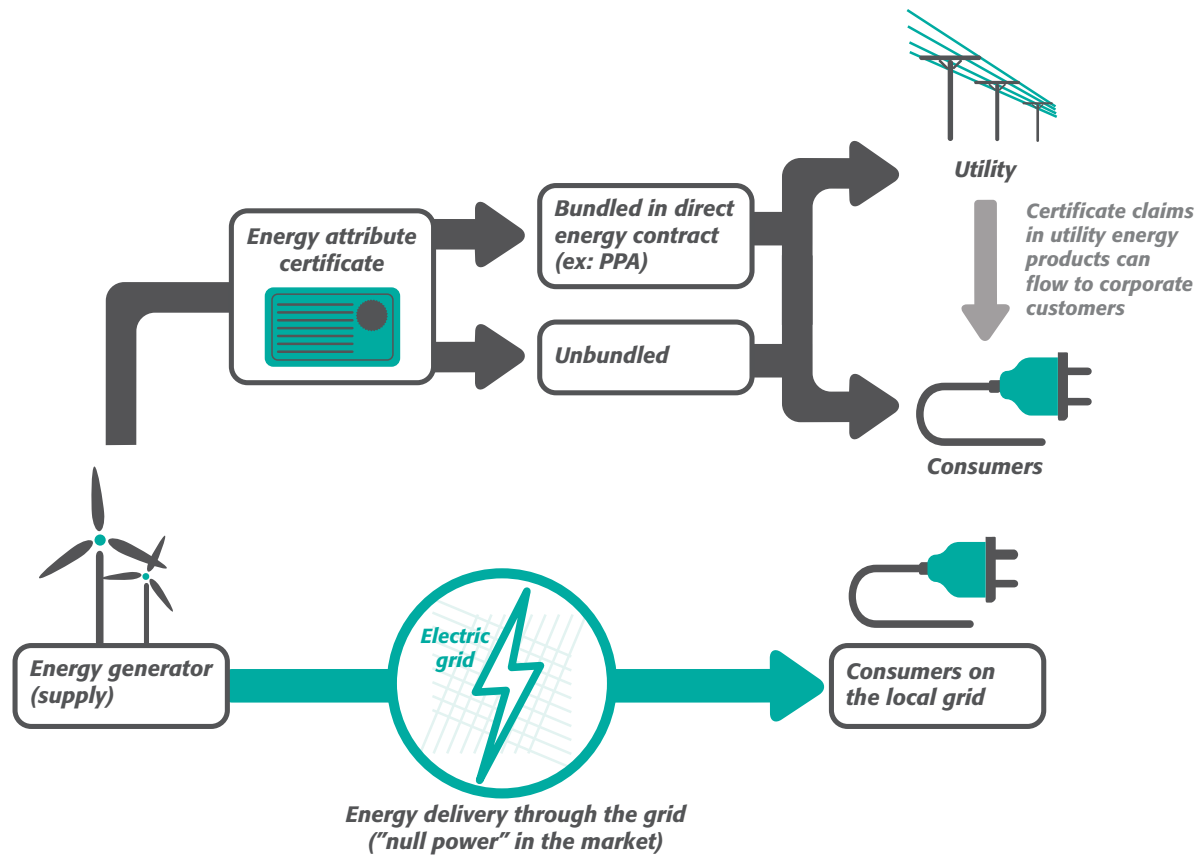 Utility
Certificate claims
in utility energy
products can
flow to corporate
customers
Energy attribute
certificate
Bundled in direct
energy contract
(ex: PPA)
Unbundled
Consumers
Energy generator
(supply)
Electric
grid
Consumers on
the local grid
Energy delivery through the grid
(”null power” in the market)